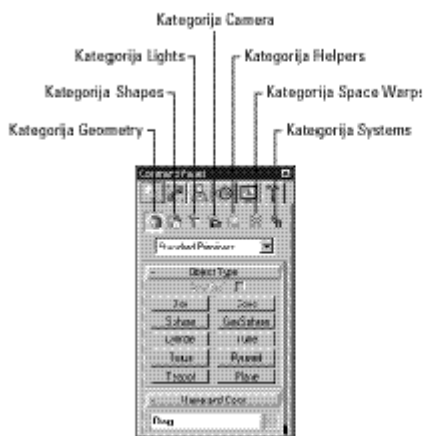 Kategorija Camera
Kategorija Lights
Kategorija Helpers
Kategorija Shapes
Kategorija Space Warps
Kategorija Geometry
Kategorija Systems
Command Panel
Standard Primitives
Object Type
Box
Cone
Sphere
GeoSphere
Cylinder
Tube
Torus
Pyramid
Teapot
Plane
Name and Color